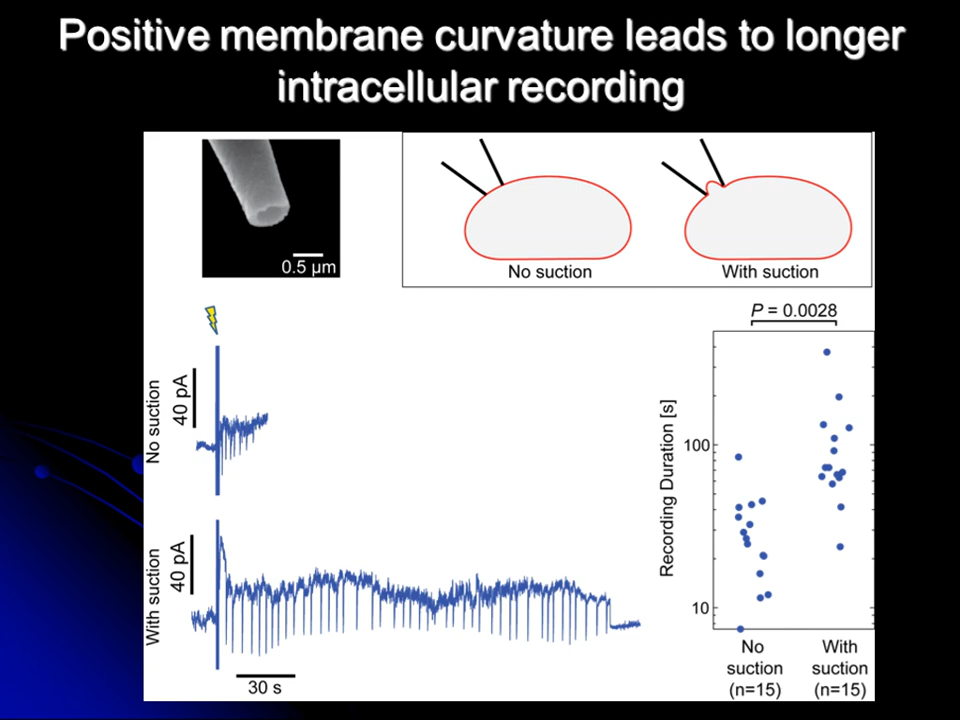 Positive membrane curvature leads to longer
intracellular recording
0.5 µm
No suction
With suction
P = 0.0028
No suction
40 pA
With suction
40 pA
30 s
Recording Duration [s]
100
10
No
suction
(n=15)
With
suction
(n=15)